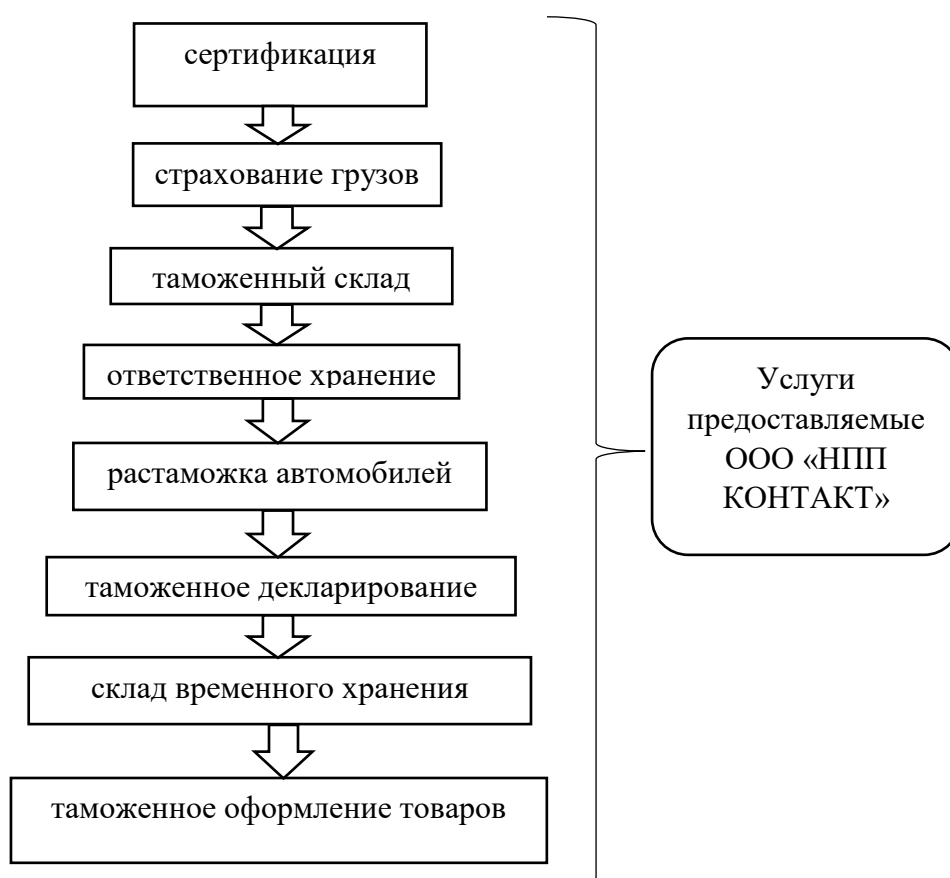 сертификация
страхование грузов
таможенный склад
ответственное хранение
растаможка автомобилей
таможенное декларирование
склад временного хранения
таможенное оформление товаров
Услуги
предоставляемые
ООО «НПП
КОНТАКТ»